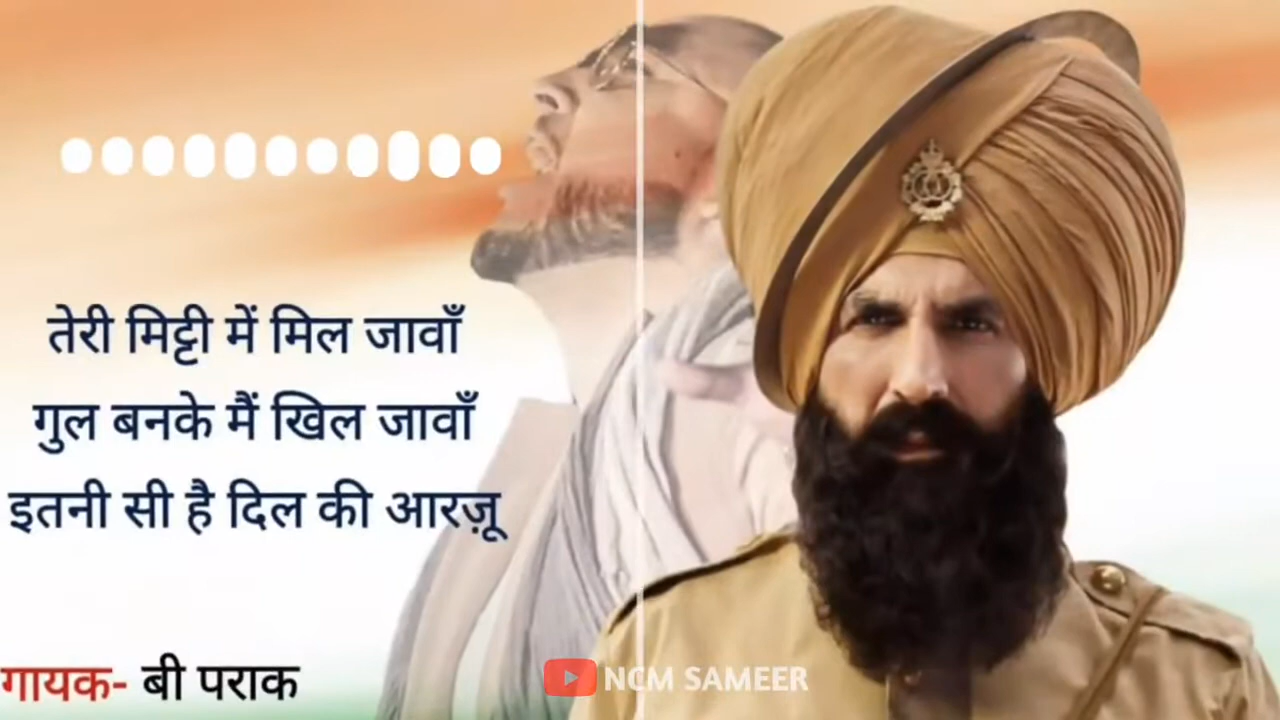 तेरी मिट्टी में मिल जावाँ
गुल बनके मैं खिल जावाँ
इतनी सी है दिल की आरज़ू
गायक- बी पराक
NCM SAMEER